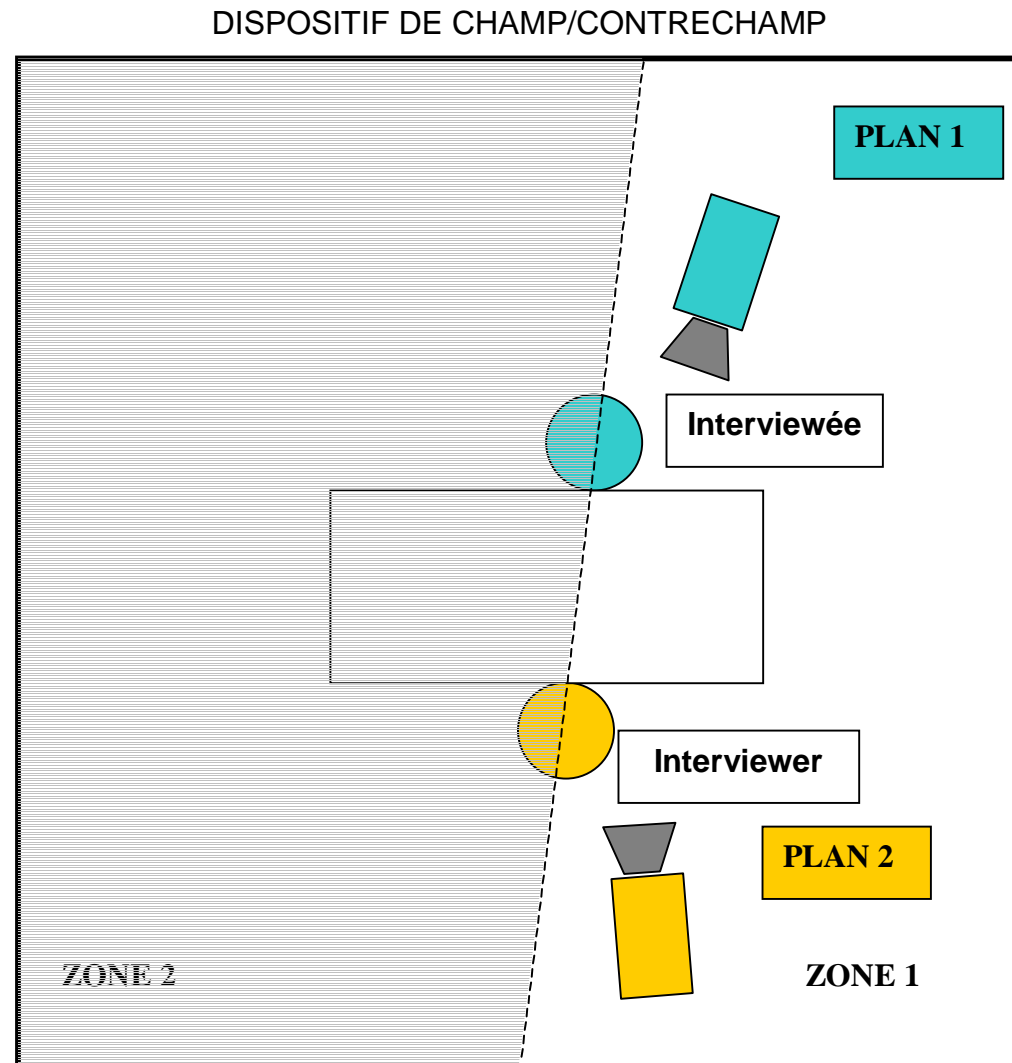 DISPOSITIF DE CHAMP/CONTRECHAMP
PLAN 1
Interviewée
Interviewer
PLAN 2
ZONE 2
ZONE 1